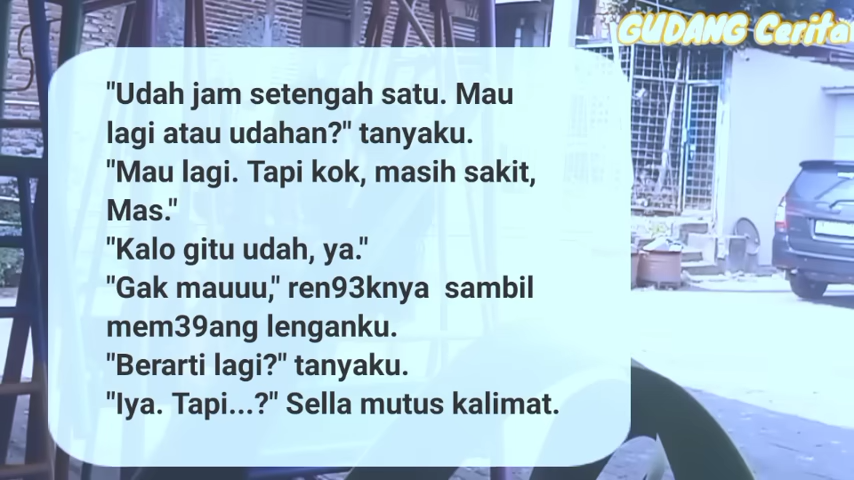 GUDANG Cerita
"Udah jam setengah satu. Mau
lagi atau udahan?" tanyaku.
"Mau lagi. Tapi kok, masih sakit,
Mas."
"Kalo gitu udah, ya."
"Gak mauuu," ren93knya sambil
mem39ang lenganku.
"Berarti lagi?" tanyaku.
"Iya. Tapi...?" Sella mutus kalimat.